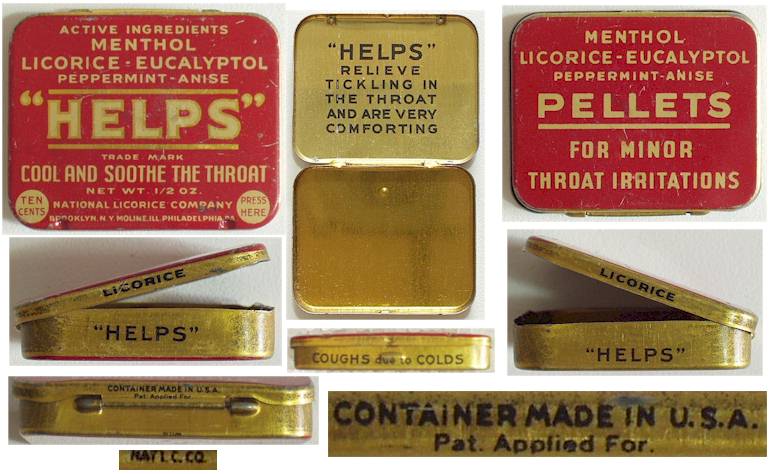 ACTIVE INGREDIENTS
MENTHOL
LICORICE-EUCALYPTOL
PEPPERMINT-ANISE
"HELPS"
TRADE MARK
COOL AND SOOTHE THE THROAT
NET WT. 1/2 OZ.
TEN CENTS
NATIONAL LICORICE COMPANY
PRESS HERE
BROOKLYN, N.Y. MOLINE, ILL. PHILADELPHIA, PA.
"HELPS"
RELIEVE
TICKLING IN
THE THROAT
AND ARE VERY
COMFORTING
MENTHOL
LICORICE-EUCALYPTOL
PEPPERMINT-ANISE
PELLETS
FOR MINOR
THROAT IRRITATIONS
LICORICE
"HELPS"
COUGHS due to COLDS
LICORICE
"HELPS"
CONTAINER MADE IN U.S.A.
Pat. Applied For.
CONTAINER MADE IN U.S.A.
Pat. Applied For.
NAT'L. C. CO.